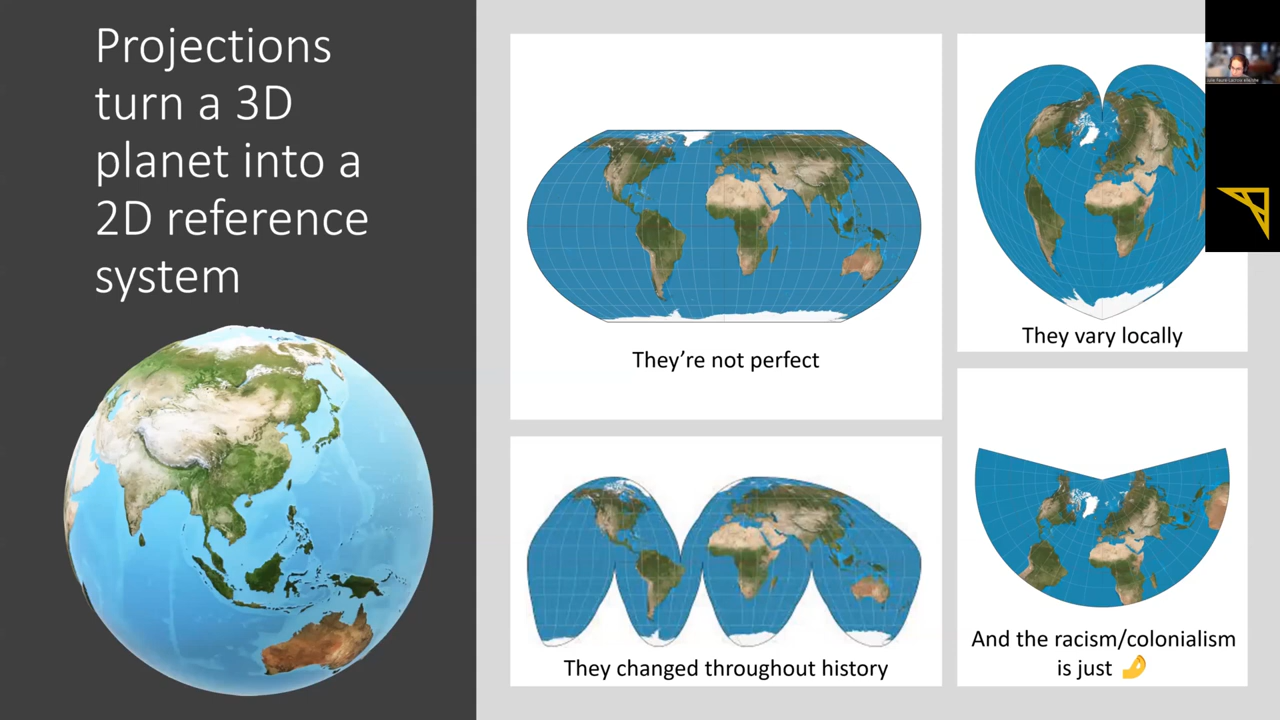 Projections
turn a 3D
planet into a
2D reference
system
They're not perfect
They vary locally
They changed throughout history
And the racism/colonialism
is just 🤌